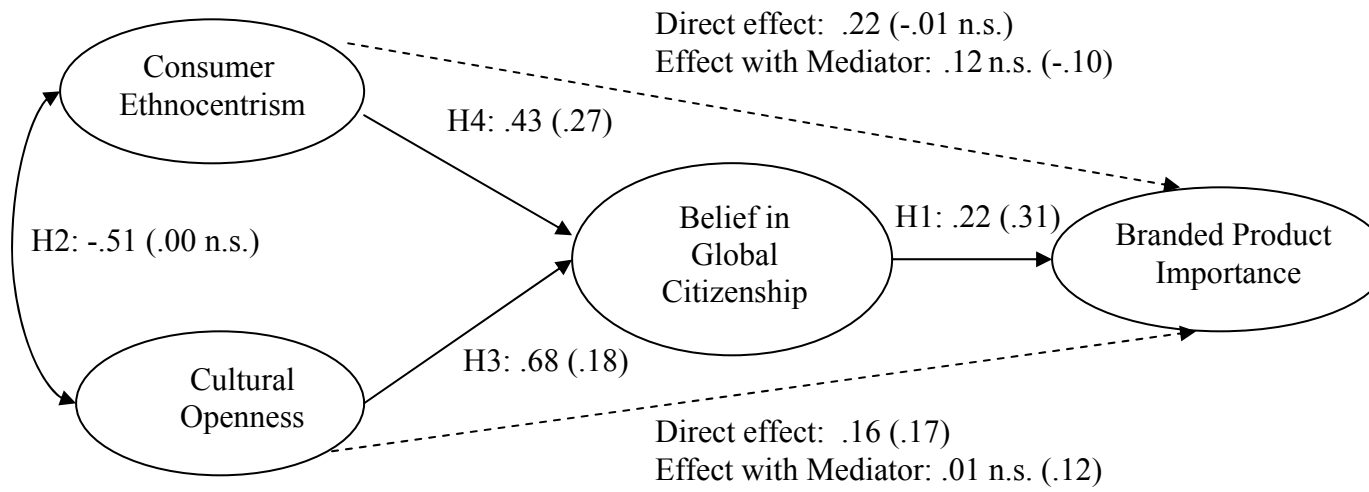 Direct effect: .22 (-.01 n.s.)
Effect with Mediator: .12 n.s. (-.10)
Consumer
Ethnocentrism
H4: .43 (.27)
H2: -.51 (.00 n.s.)
Belief in
Global
Citizenship
H1: .22 (.31)
Branded Product
Importance
H3: .68 (.18)
Cultural
Openness
Direct effect: .16 (.17)
Effect with Mediator: .01 n.s. (.12)